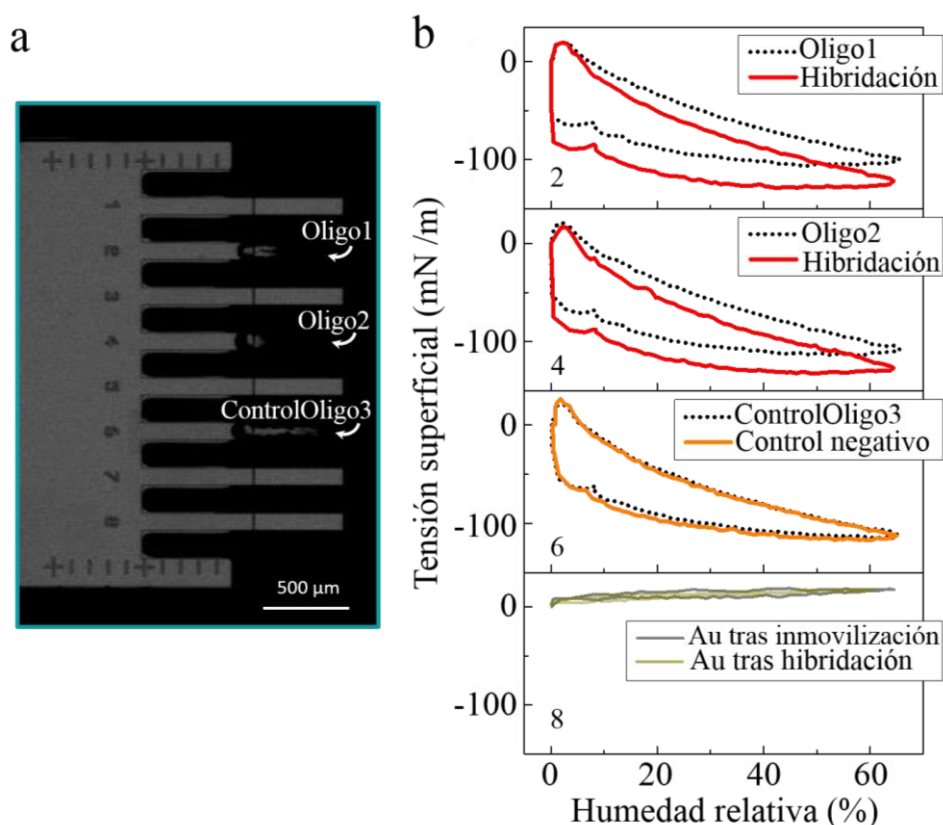 a
1
2
3
4
5
6
7
8
Oligo1
Oligo2
ControlOligo3
500 µm
b
Tensión superficial (mN /m)
0
-100
Oligo1
Hibridación
2
0
-100
Oligo2
Hibridación
4
0
-100
ControlOligo3
Control negativo
6
0
-100
Au tras inmovilización
Au tras hibridación
8
0
20
40
60
Humedad relativa (%)